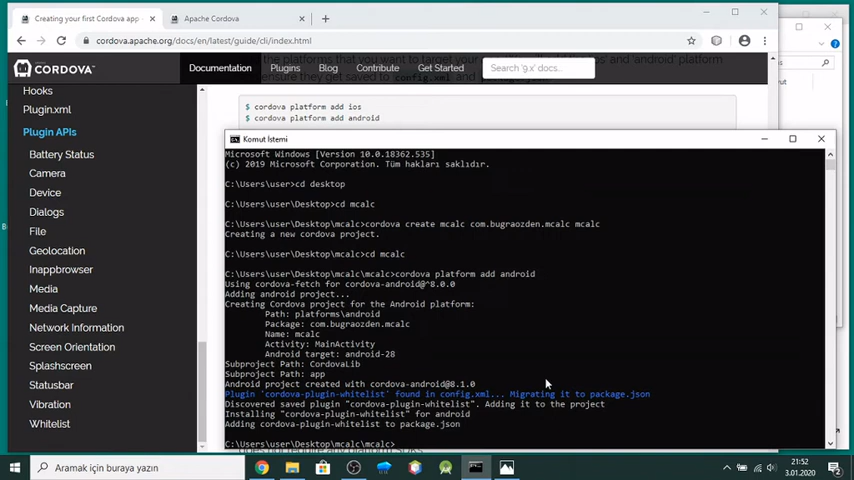 Creating your first Cordova app
Apache Cordova
cordova.apache.org/docs/en/latest/guide/cli/index.html
CORDOVA™
Documentation
Plugins
Blog
Contribute
Get Started
Search '9.x' docs...
Hooks
Plugin.xml
Plugin APIs
Battery Status
Camera
Device
Dialogs
File
Geolocation
Inappbrowser
Media
Media Capture
Network Information
Screen Orientation
Splashscreen
Statusbar
Vibration
Whitelist
$ cordova platform add ios
$ cordova platform add android
Komut İstemi
Microsoft Windows [Version 10.0.18362.535]
(c) 2019 Microsoft Corporation. Tüm hakları saklıdır.
C:\Users\user>cd desktop
C:\Users\user\Desktop>cd mcalc
C:\Users\user\Desktop\mcalc>cordova create mcalc com.bugraozden.mcalc mcalc
Creating a new cordova project.
C:\Users\user\Desktop\mcalc>cd mcalc
C:\Users\user\Desktop\mcalc\mcalc>cordova platform add android
Using cordova-fetch for cordova-android@^8.0.0
Adding android project...
Creating Cordova project for the Android platform:
Path: platforms\android
Package: com.bugraozden.mcalc
Name: mcalc
Activity: MainActivity
Android target: android-28
Subproject Path: CordovaLib
Subproject Path: app
Android project created with cordova-android@8.1.0
Plugin 'cordova-plugin-whitelist' found in config.xml... Migrating it to package.json
Discovered saved plugin "cordova-plugin-whitelist". Adding it to the project
Installing "cordova-plugin-whitelist" for android
Adding cordova-plugin-whitelist to package.json
C:\Users\user\Desktop\mcalc\mcalc>
Aramak için buraya yazın
21:52
3.01.2020
2